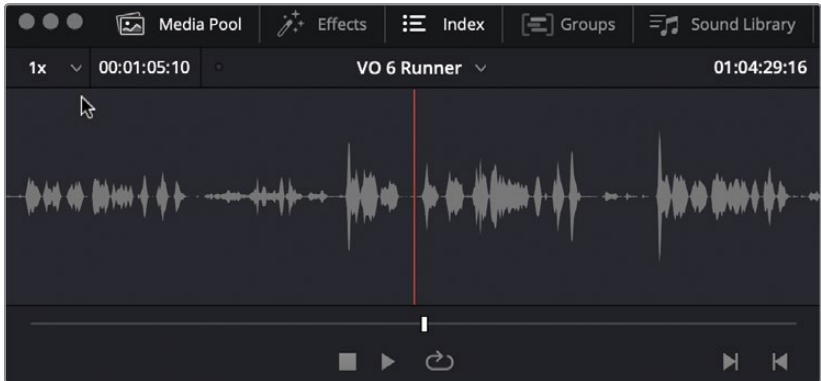 Media Pool Effects Index Groups Sound Library
1x 00:01:05:10 VO 6 Runner 01:04:29:16